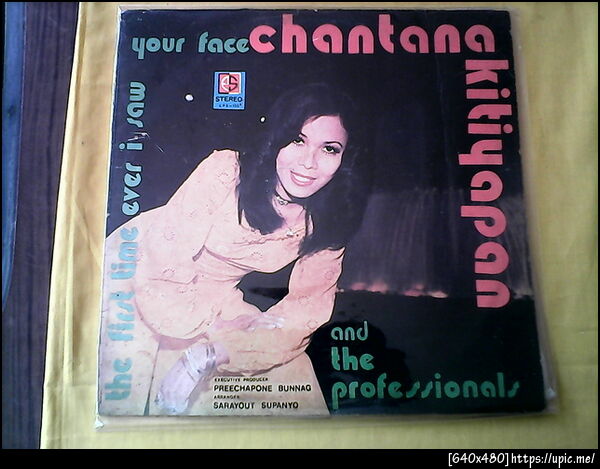 the first time ever i saw
your face
chantana
kitiyapan
STEREO
and
the
professionals
EXECUTIVE PRODUCER
PREECHAPONE BUNNAG
ARRANGER
SARAYOUT SUPANYO
[640x480]https://upic.me/